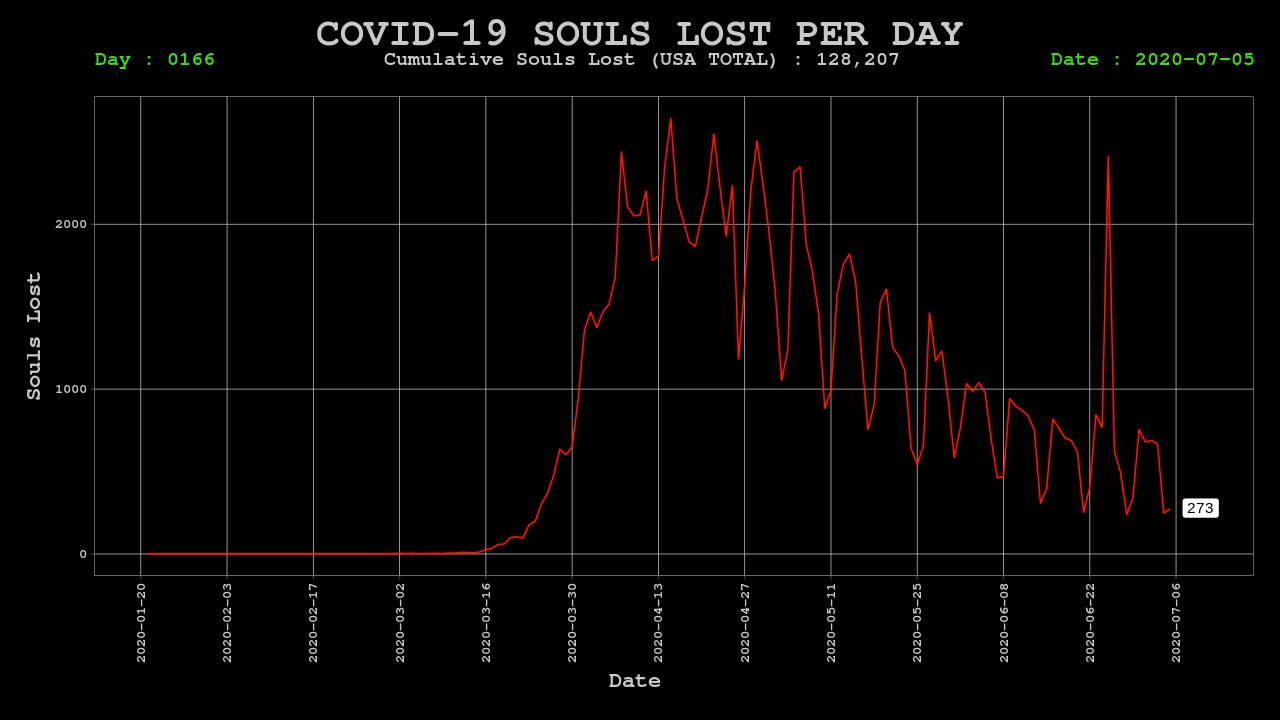 COVID-19 SOULS LOST PER DAY
Day : 0166
Cumulative Souls Lost (USA TOTAL) : 128,207
Date : 2020-07-05
Souls Lost
2000
1000
0
273
2020-01-20
2020-02-03
2020-02-17
2020-03-02
2020-03-16
2020-03-30
2020-04-13
2020-04-27
2020-05-11
2020-05-25
2020-06-08
2020-06-22
2020-07-06
Date